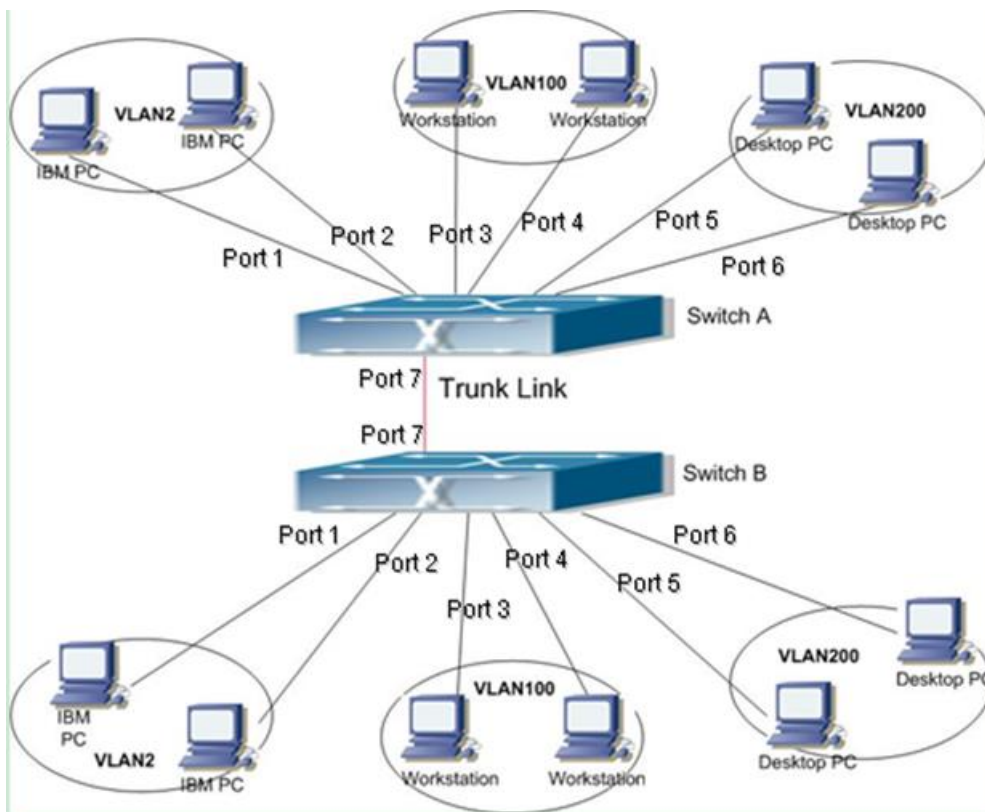 VLAN2
IBM PC
IBM PC
VLAN100
Workstation
Workstation
VLAN200
Desktop PC
Desktop PC
Port 1
Port 2
Port 3
Port 4
Port 5
Port 6
Switch A
Port 7
Trunk Link
Port 7
Switch B
Port 1
Port 2
Port 3
Port 4
Port 5
Port 6
IBM
PC
VLAN2
IBM PC
VLAN100
Workstation
Workstation
VLAN200
Desktop PC
Desktop PC